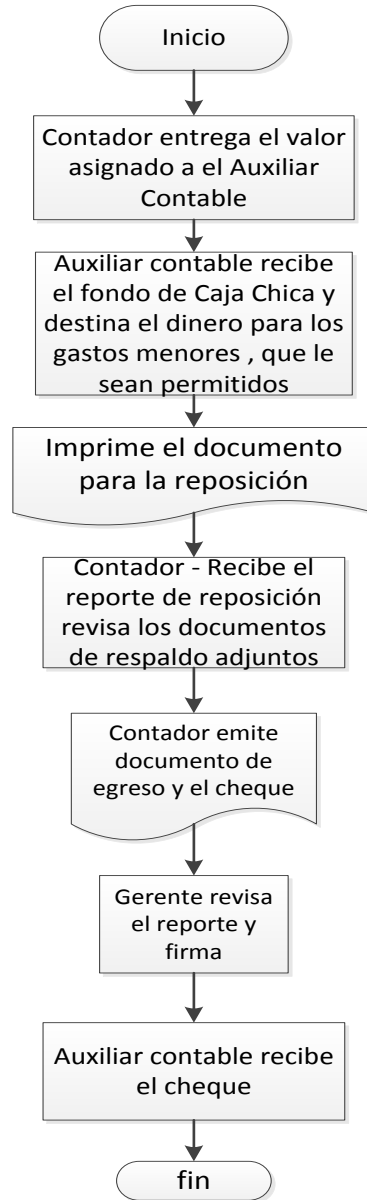 Inicio
Contador entrega el valor
asignado a el Auxiliar
Contable
Auxiliar contable recibe
el fondo de Caja Chica y
destina el dinero para los
gastos menores , que le
sean permitidos
Imprime el documento
para la reposición
Contador - Recibe el
reporte de reposición
revisa los documentos
de respaldo adjuntos
Contador emite
documento de
egreso y el cheque
Gerente revisa
el reporte y
firma
Auxiliar contable recibe
el cheque
fin